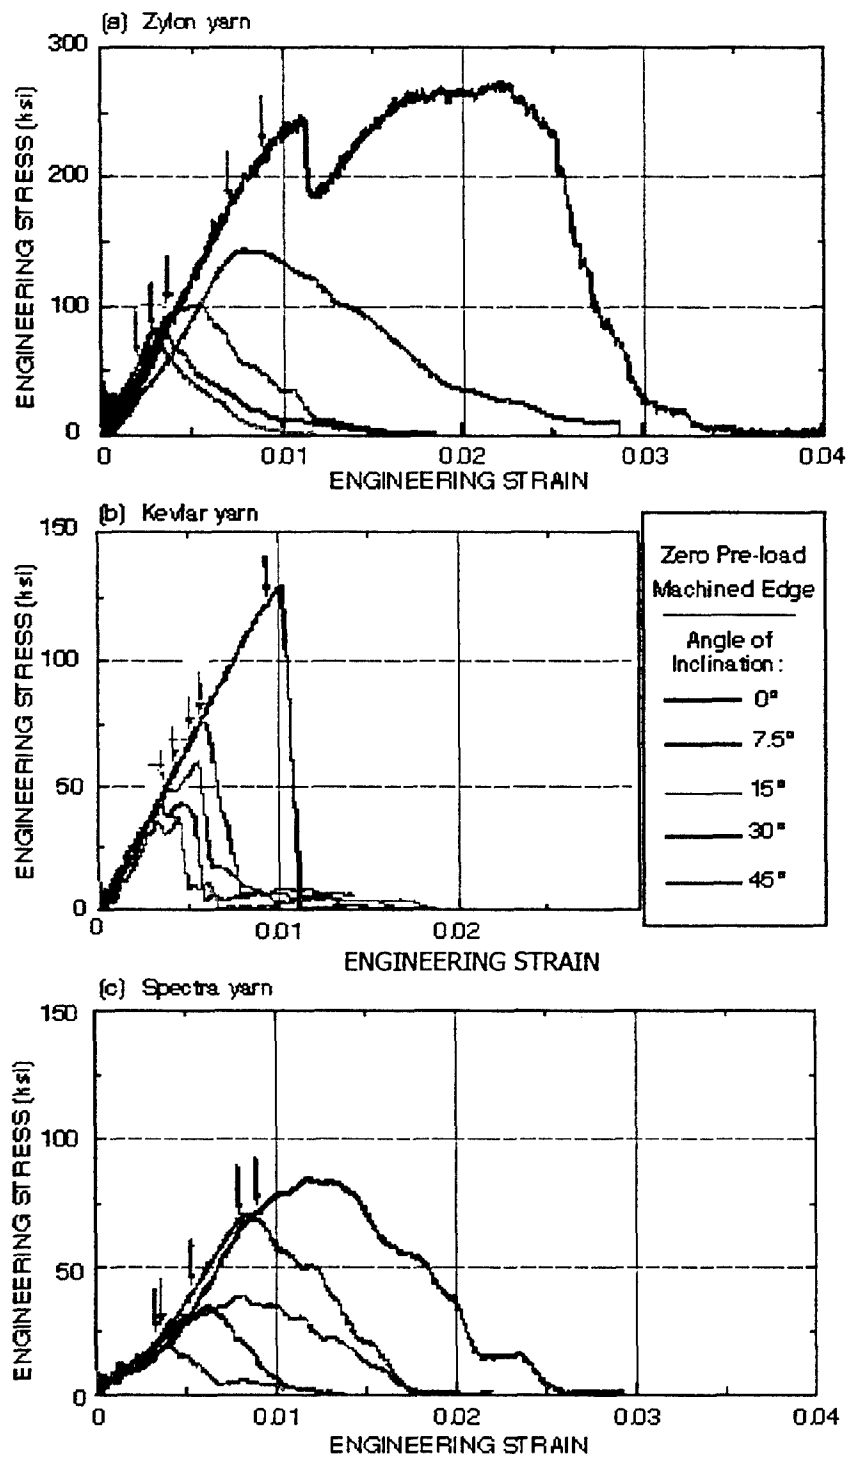 (a) Zylon yarn
300
200
100
0
ENGINEERING STRESS (ksi)
0 0.01 0.02 0.03 0.04
ENGINEERING STRAIN
(b) Kevlar yarn
150
100
50
0
ENGINEERING STRESS (ksi)
0 0.01 0.02
ENGINEERING STRAIN
Zero Pre-load
Machined Edge
Angle of
Inclination:
0°
7.5°
15°
30°
45°
(c) Spectra yarn
150
100
50
0
ENGINEERING STRESS (ksi)
0 0.01 0.02 0.03 0.04
ENGINEERING STRAIN